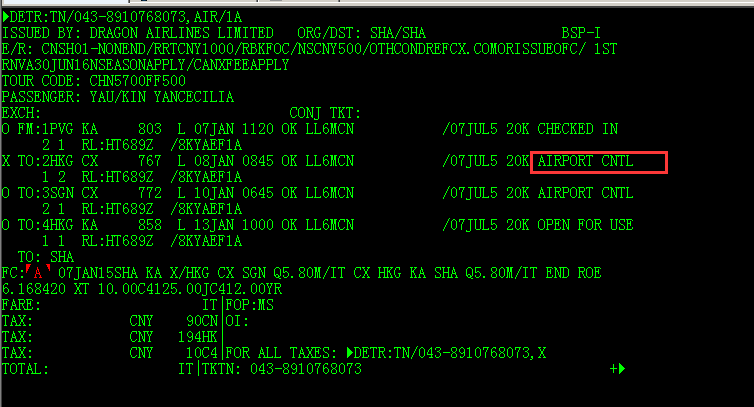 ▶DETR:TN/043-8910768073,AIR/1A
ISSUED BY: DRAGON AIRLINES LIMITED ORG/DST: SHA/SHA BSP-I
E/R: CNSH01-NONEND/RRTCNY1000/RBKFOC/NSCNY500/OTHCONDREFCX.COMORISSUEOFC/ 1ST
RNVA30JUN16NSEASONAPPLY/CANXFEEAPPLY
TOUR CODE: CHN5700FF500
PASSENGER: YAU/KIN YANCECILIA
EXCH: CONJ TKT:
O FM:1PVG KA 803 L 07JAN 1120 OK LL6MCN /07JUL5 20K CHECKED IN
2 1 RL:HT689Z /8KYAEF1A
X TO:2HKG CX 767 L 08JAN 0845 OK LL6MCN /07JUL5 20K AIRPORT CNTL
1 2 RL:HT689Z /8KYAEF1A
O TO:3SGN CX 772 L 10JAN 0645 OK LL6MCN /07JUL5 20K AIRPORT CNTL
2 1 RL:HT689Z /8KYAEF1A
O TO:4HKG KA 858 L 13JAN 1000 OK LL6MCN /07JUL5 20K OPEN FOR USE
1 1 RL:HT689Z /8KYAEF1A
TO: SHA
FC: A 07JAN15SHA KA X/HKG CX SGN Q5.80M/IT CX HKG KA SHA Q5.80M/IT END ROE
6.168420 XT 10.00C4125.00JC412.00YR
FARE: IT|FOP:MS
TAX: CNY 90CN|OI:
TAX: CNY 194HK|
TAX: CNY 10C4|FOR ALL TAXES: ▶DETR:TN/043-8910768073,X
TOTAL: IT|TKTN: 043-8910768073 +▶